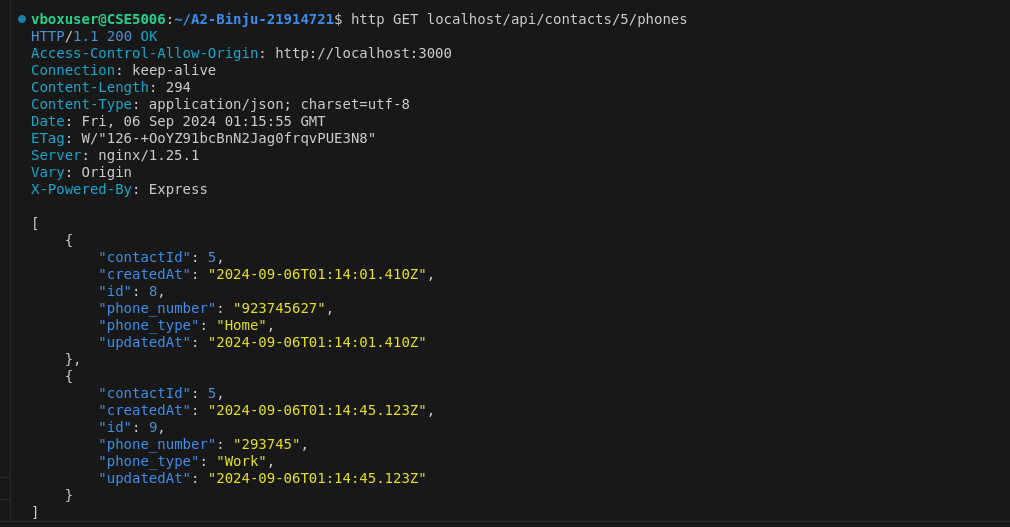 vboxuser@CSE5006:~/A2-Binju-21914721$ http GET localhost/api/contacts/5/phones
HTTP/1.1 200 OK
Access-Control-Allow-Origin: http://localhost:3000
Connection: keep-alive
Content-Length: 294
Content-Type: application/json; charset=utf-8
Date: Fri, 06 Sep 2024 01:15:55 GMT
ETag: W/"126-+OoYZ91bcBnN2Jag0frqvPUE3N8"
Server: nginx/1.25.1
Vary: Origin
X-Powered-By: Express

[
    {
        "contactId": 5,
        "createdAt": "2024-09-06T01:14:01.410Z",
        "id": 8,
        "phone_number": "923745627",
        "phone_type": "Home",
        "updatedAt": "2024-09-06T01:14:01.410Z"
    },
    {
        "contactId": 5,
        "createdAt": "2024-09-06T01:14:45.123Z",
        "id": 9,
        "phone_number": "293745",
        "phone_type": "Work",
        "updatedAt": "2024-09-06T01:14:45.123Z"
    }
]